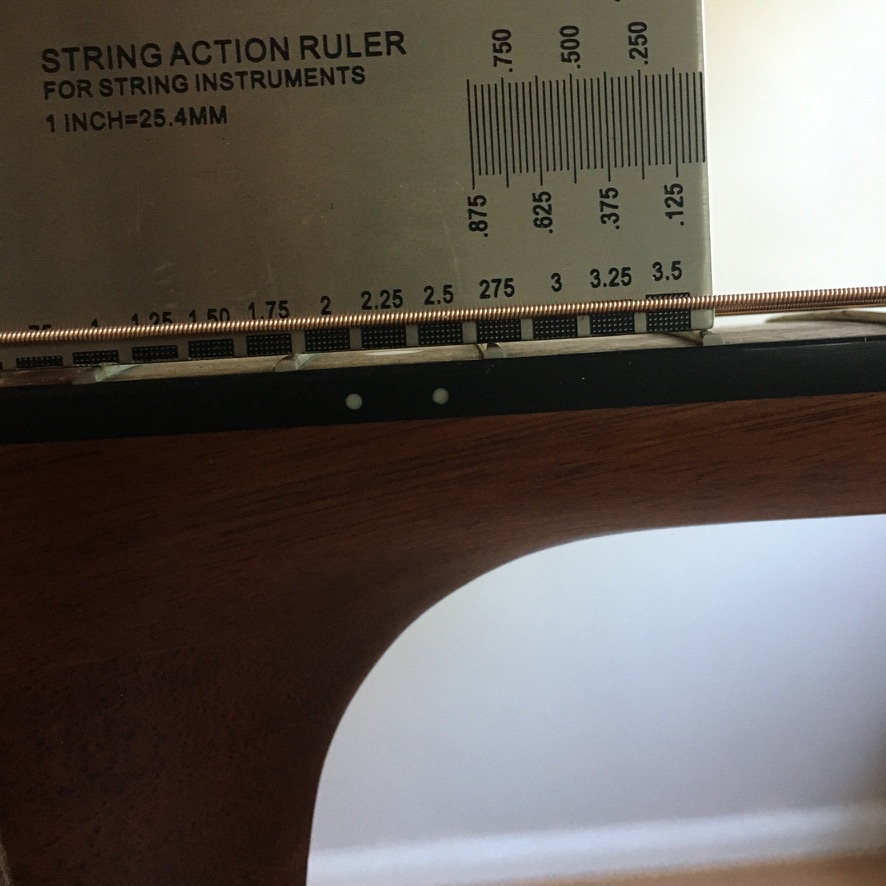 STRING ACTION RULER
FOR STRING INSTRUMENTS
1 INCH=25.4MM
.750 .500 .250
.875 .625 .375 .125
1.25 1.50 1.75 2 2.25 2.5 275 3 3.25 3.5